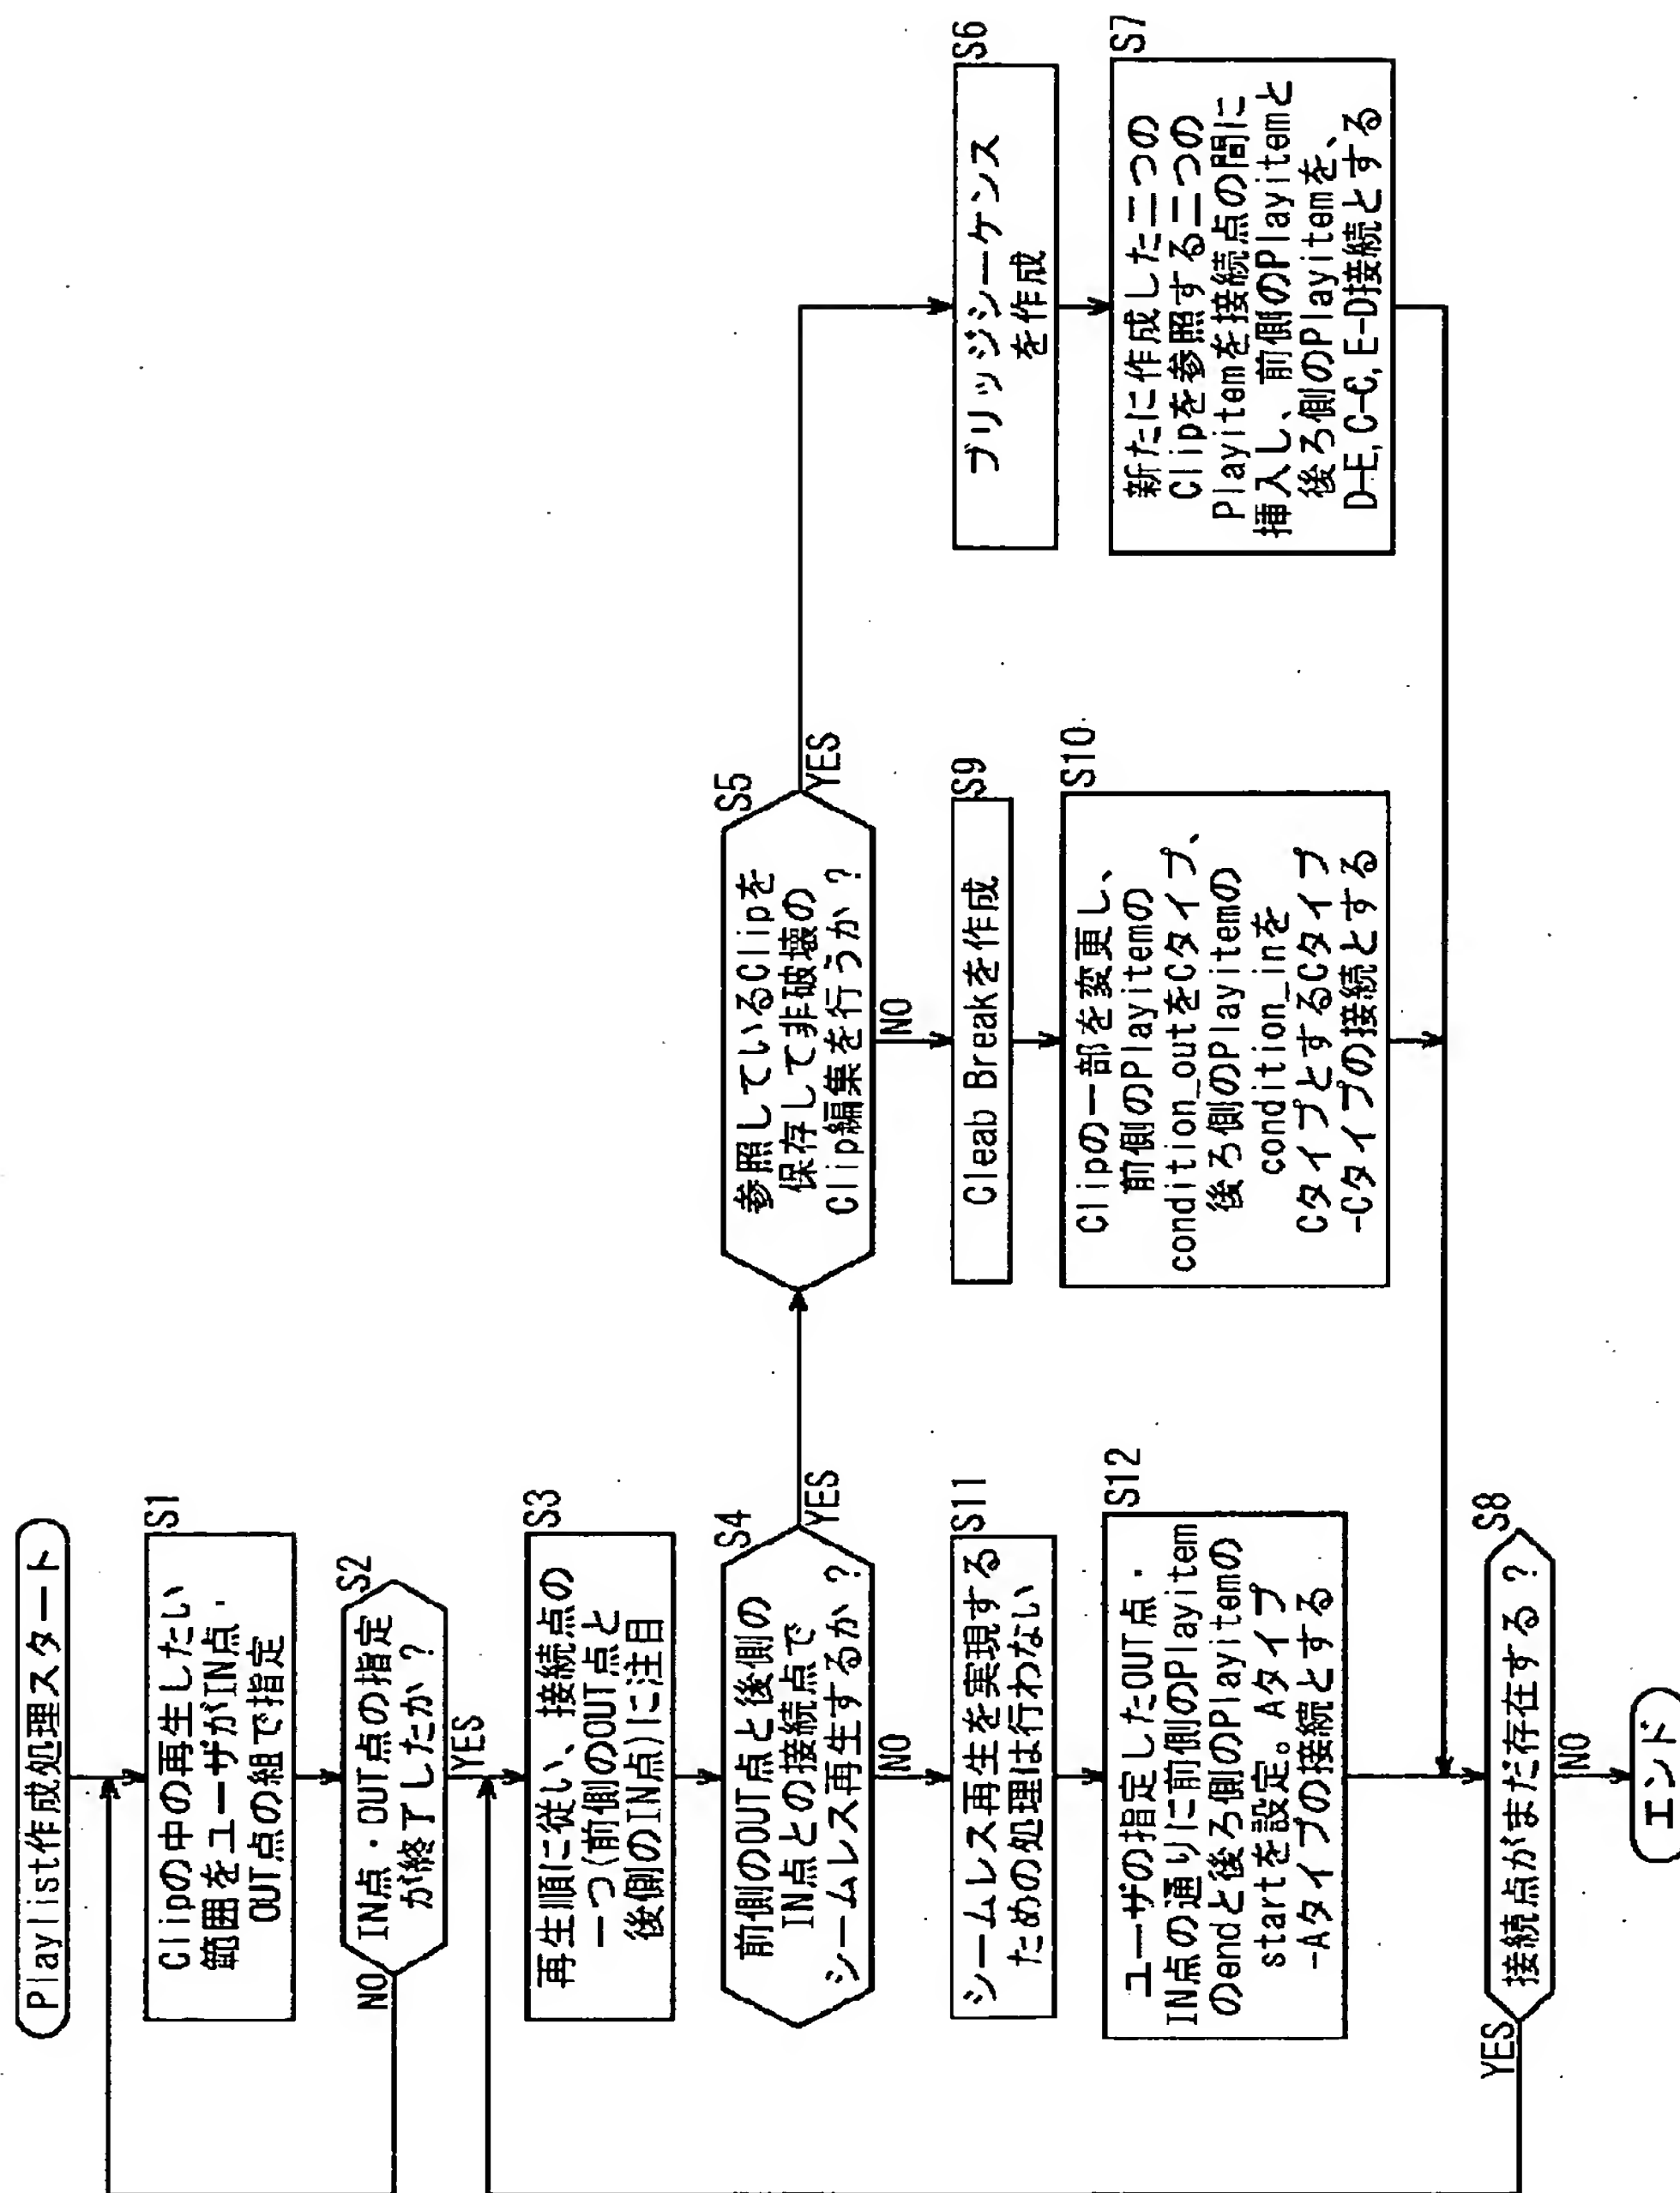 Playlist作成処理スタート
S1
Clipの中の再生したい
範囲をユーザがIN点・
OUT点の組で指定
S2
IN点・OUT点の指定
が終了したか？
NO
YES
S3
再生順に従い、接続点の
一つ(前側のOUT点と
後側のIN点)に注目
S4
前側のOUT点と後側の
IN点との接続点で
シームレス再生するか？
YES
NO
S5
参照しているClipを
保存して非破壊の
Clip編集を行うか？
YES
NO
S6
ブリッジシーケンス
を作成
S7
新たに作成した二つの
Clipを参照する二つの
Playitemを接続点の間に
挿入し、前側のPlayitemと
後ろ側のPlayitemを、
D-E,C-C,E-D接続とする
S9
Cleab Breakを作成
S10
Clipの一部を変更し、
前側のPlayitemの
condition_outをCタイプ、
後ろ側のPlayitemの
condition_inを
CタイプとするCタイプ
-Cタイプの接続とする
S11
シームレス再生を実現する
ための処理は行わない
S12
ユーザの指定したOUT点・
IN点の通りに前側のPlayitem
のendと後ろ側のPlayitemの
startを設定。Aタイプ
-Aタイプの接続とする
S8
接続点がまだ存在する？
YES
NO
エンド